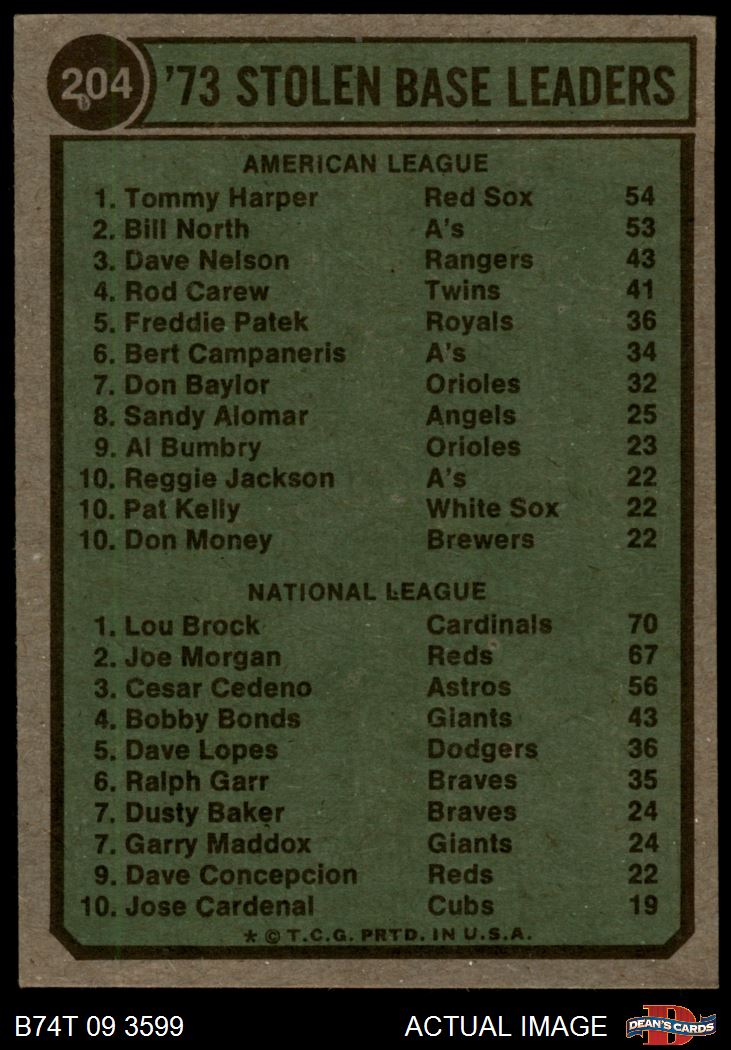 204 '73 STOLEN BASE LEADERS
AMERICAN LEAGUE
1. Tommy Harper Red Sox 54
2. Bill North A's 53
3. Dave Nelson Rangers 43
4. Rod Carew Twins 41
5. Freddie Patek Royals 36
6. Bert Campaneris A's 34
7. Don Baylor Orioles 32
8. Sandy Alomar Angels 25
9. Al Bumbry Orioles 23
10. Reggie Jackson A's 22
10. Pat Kelly White Sox 22
10. Don Money Brewers 22
NATIONAL LEAGUE
1. Lou Brock Cardinals 70
2. Joe Morgan Reds 67
3. Cesar Cedeno Astros 56
4. Bobby Bonds Giants 43
5. Dave Lopes Dodgers 36
6. Ralph Garr Braves 35
7. Dusty Baker Braves 24
7. Garry Maddox Giants 24
9. Dave Concepcion Reds 22
10. Jose Cardenal Cubs 19
* © T.C.G. PRTD. IN U.S.A.
B74T 09 3599 ACTUAL IMAGE D DEAN'S CARDS